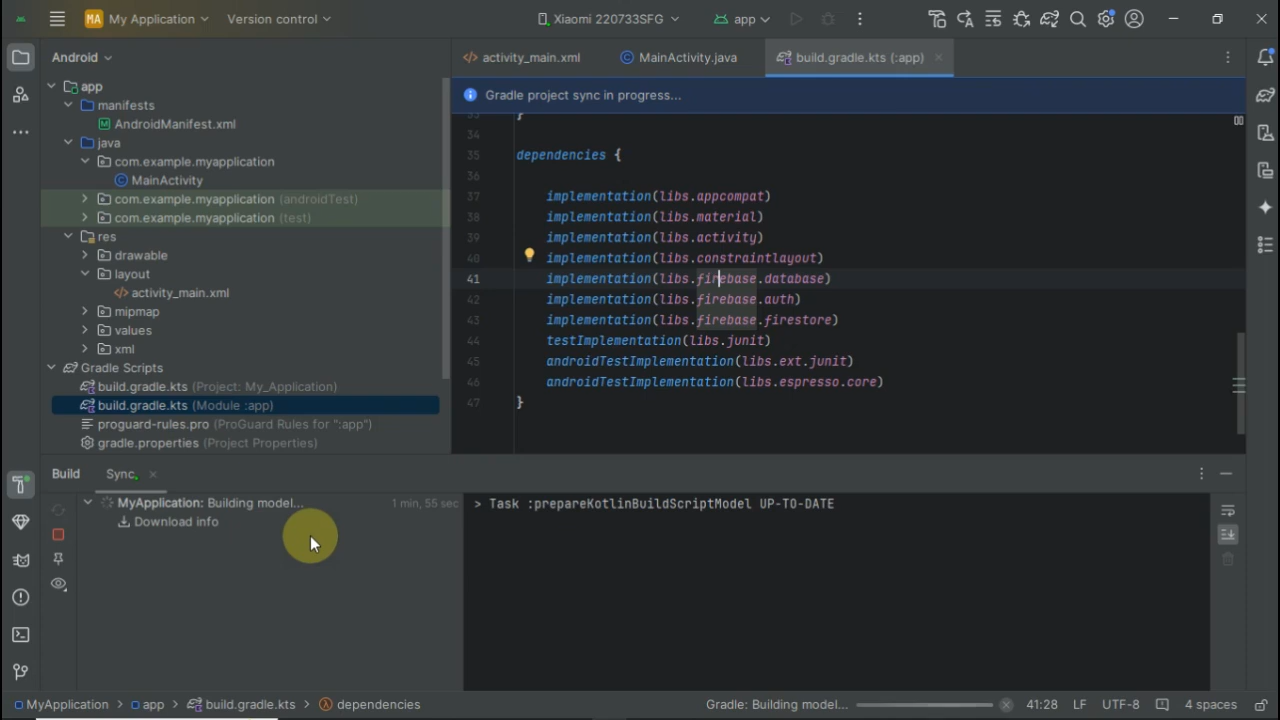 MA My Application Version control Xiaomi 220733SFG app
Android
app
manifests
AndroidManifest.xml
java
com.example.myapplication
MainActivity
com.example.myapplication (androidTest)
com.example.myapplication (test)
res
drawable
layout
activity_main.xml
mipmap
values
xml
Gradle Scripts
build.gradle.kts (Project: My_Application)
build.gradle.kts (Module :app)
proguard-rules.pro (ProGuard Rules for ":app")
gradle.properties (Project Properties)
activity_main.xml MainActivity.java build.gradle.kts (:app)
Gradle project sync in progress...
33 }
34
35 dependencies {
36
37 implementation(libs.appcompat)
38 implementation(libs.material)
39 implementation(libs.activity)
40 implementation(libs.constraintlayout)
41 implementation(libs.firebase.database)
42 implementation(libs.firebase.auth)
43 implementation(libs.firebase.firestore)
44 testImplementation(libs.junit)
45 androidTestImplementation(libs.ext.junit)
46 androidTestImplementation(libs.espresso.core)
47 }
Build Sync
MyApplication: Building model... 1 min, 55 sec
Download info
> Task :prepareKotlinBuildScriptModel UP-TO-DATE
MyApplication > app > build.gradle.kts > dependencies
Gradle: Building model... 41:28 LF UTF-8 4 spaces